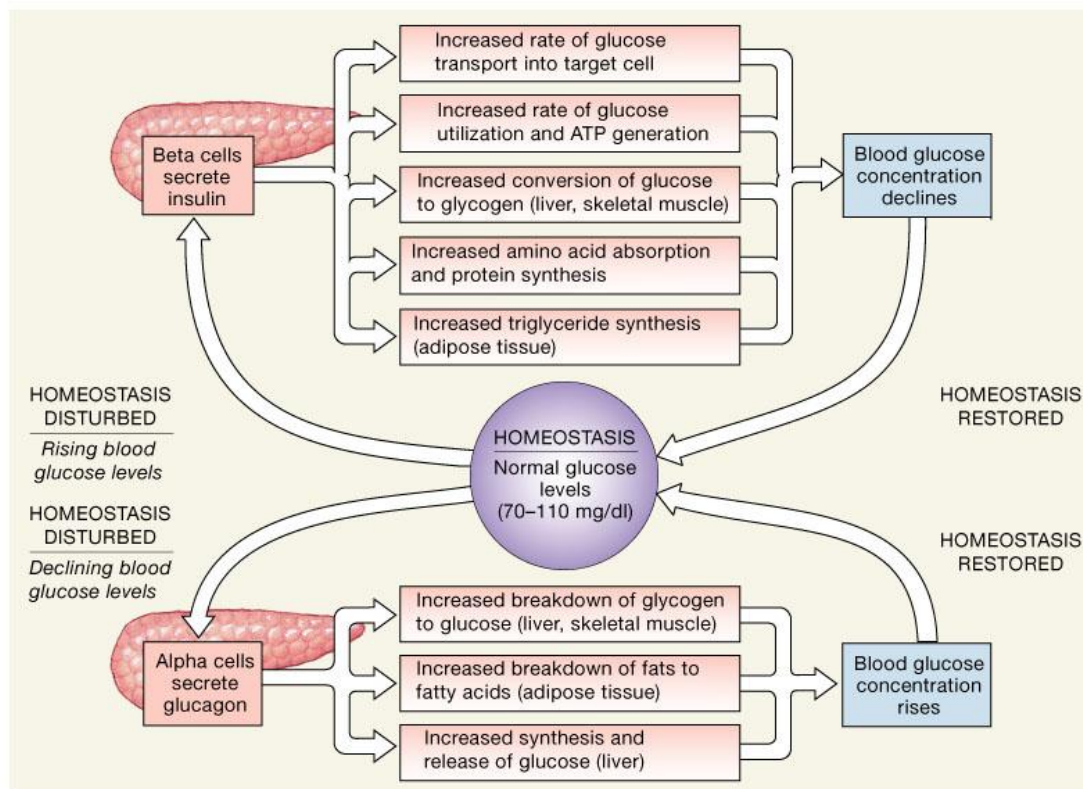 Increased rate of glucose
transport into target cell
Increased rate of glucose
utilization and ATP generation
Beta cells
secrete
insulin
Increased conversion of glucose
to glycogen (liver, skeletal muscle)
Increased amino acid absorption
and protein synthesis
Increased triglyceride synthesis
(adipose tissue)
Blood glucose
concentration
declines
HOMEOSTASIS
DISTURBED
Rising blood
glucose levels
HOMEOSTASIS
RESTORED
HOMEOSTASIS
Normal glucose
levels
(70–110 mg/dl)
HOMEOSTASIS
DISTURBED
Declining blood
glucose levels
HOMEOSTASIS
RESTORED
Alpha cells
secrete
glucagon
Increased breakdown of glycogen
to glucose (liver, skeletal muscle)
Increased breakdown of fats to
fatty acids (adipose tissue)
Increased synthesis and
release of glucose (liver)
Blood glucose
concentration
rises